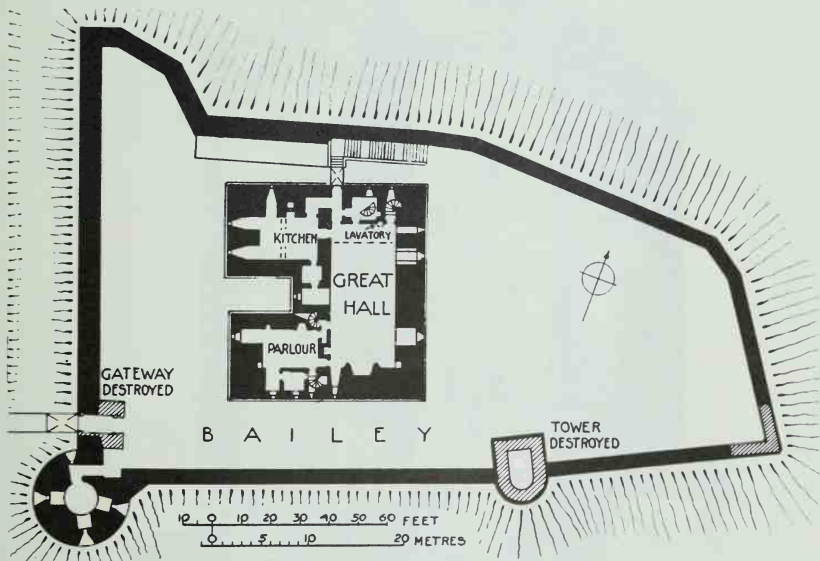 KITCHEN
LAVATORY
GREAT
HALL
PARLOUR
GATEWAY
DESTROYED
BAILEY
TOWER
DESTROYED
10 0 10 20 30 40 50 60 FEET
0 5 10 20 METRES